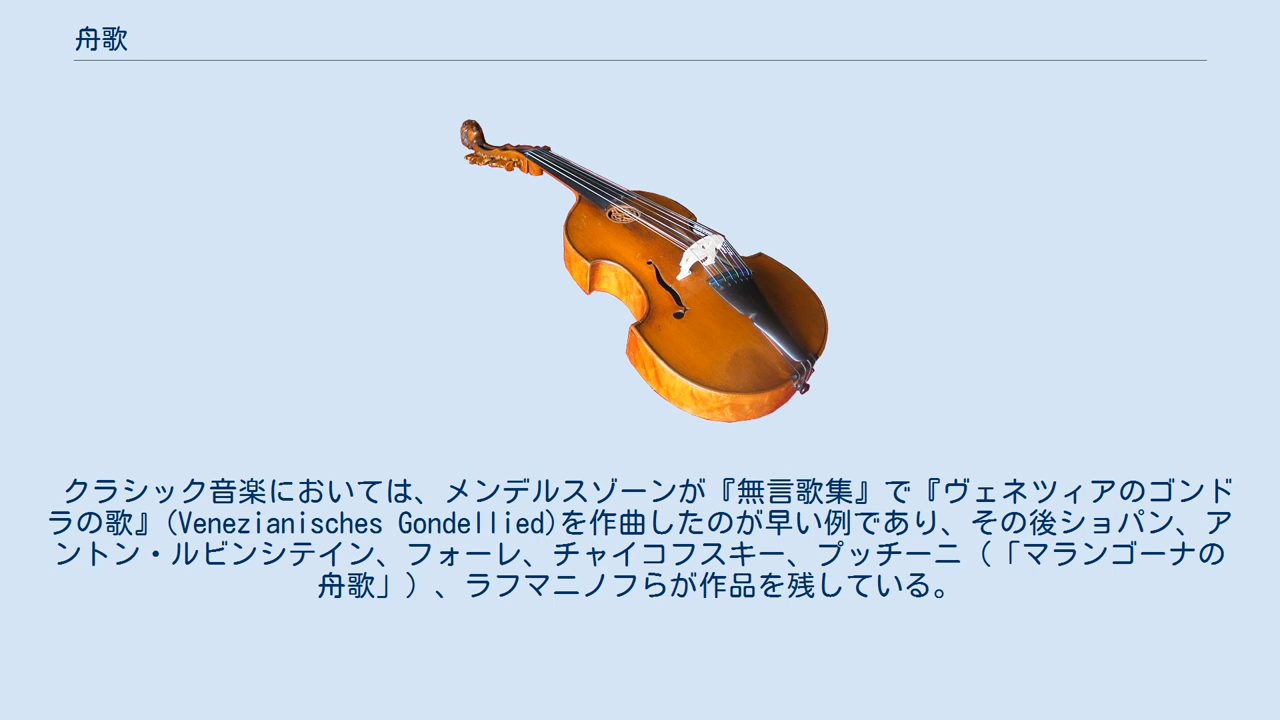 舟歌
クラシック音楽においては、メンデルスゾーンが『無言歌集』で『ヴェネツィアのゴンド
ラの歌』(Venezianisches Gondellied)を作曲したのが早い例であり、その後ショパン、ア
ントン・ルビンシテイン、フォーレ、チャイコフスキー、プッチーニ（「マランゴーナの
舟歌」）、ラフマニノフらが作品を残している。